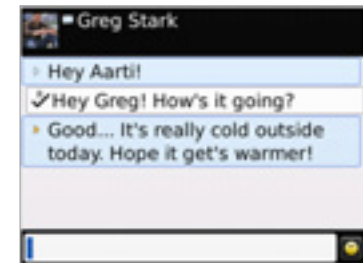 Greg Stark
Hey Aarti!
Hey Greg! How's it going?
Good... It's really cold outside
today. Hope it get's warmer!